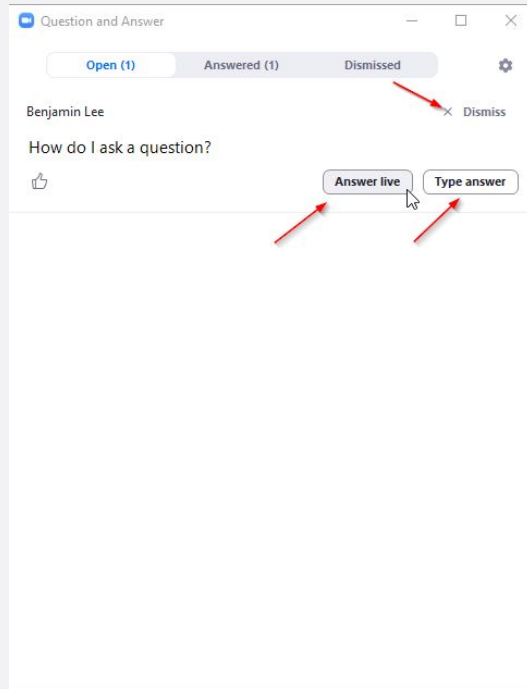 Question and Answer
Open (1) Answered (1) Dismissed
Benjamin Lee Dismiss
How do I ask a question?
Answer live Type answer